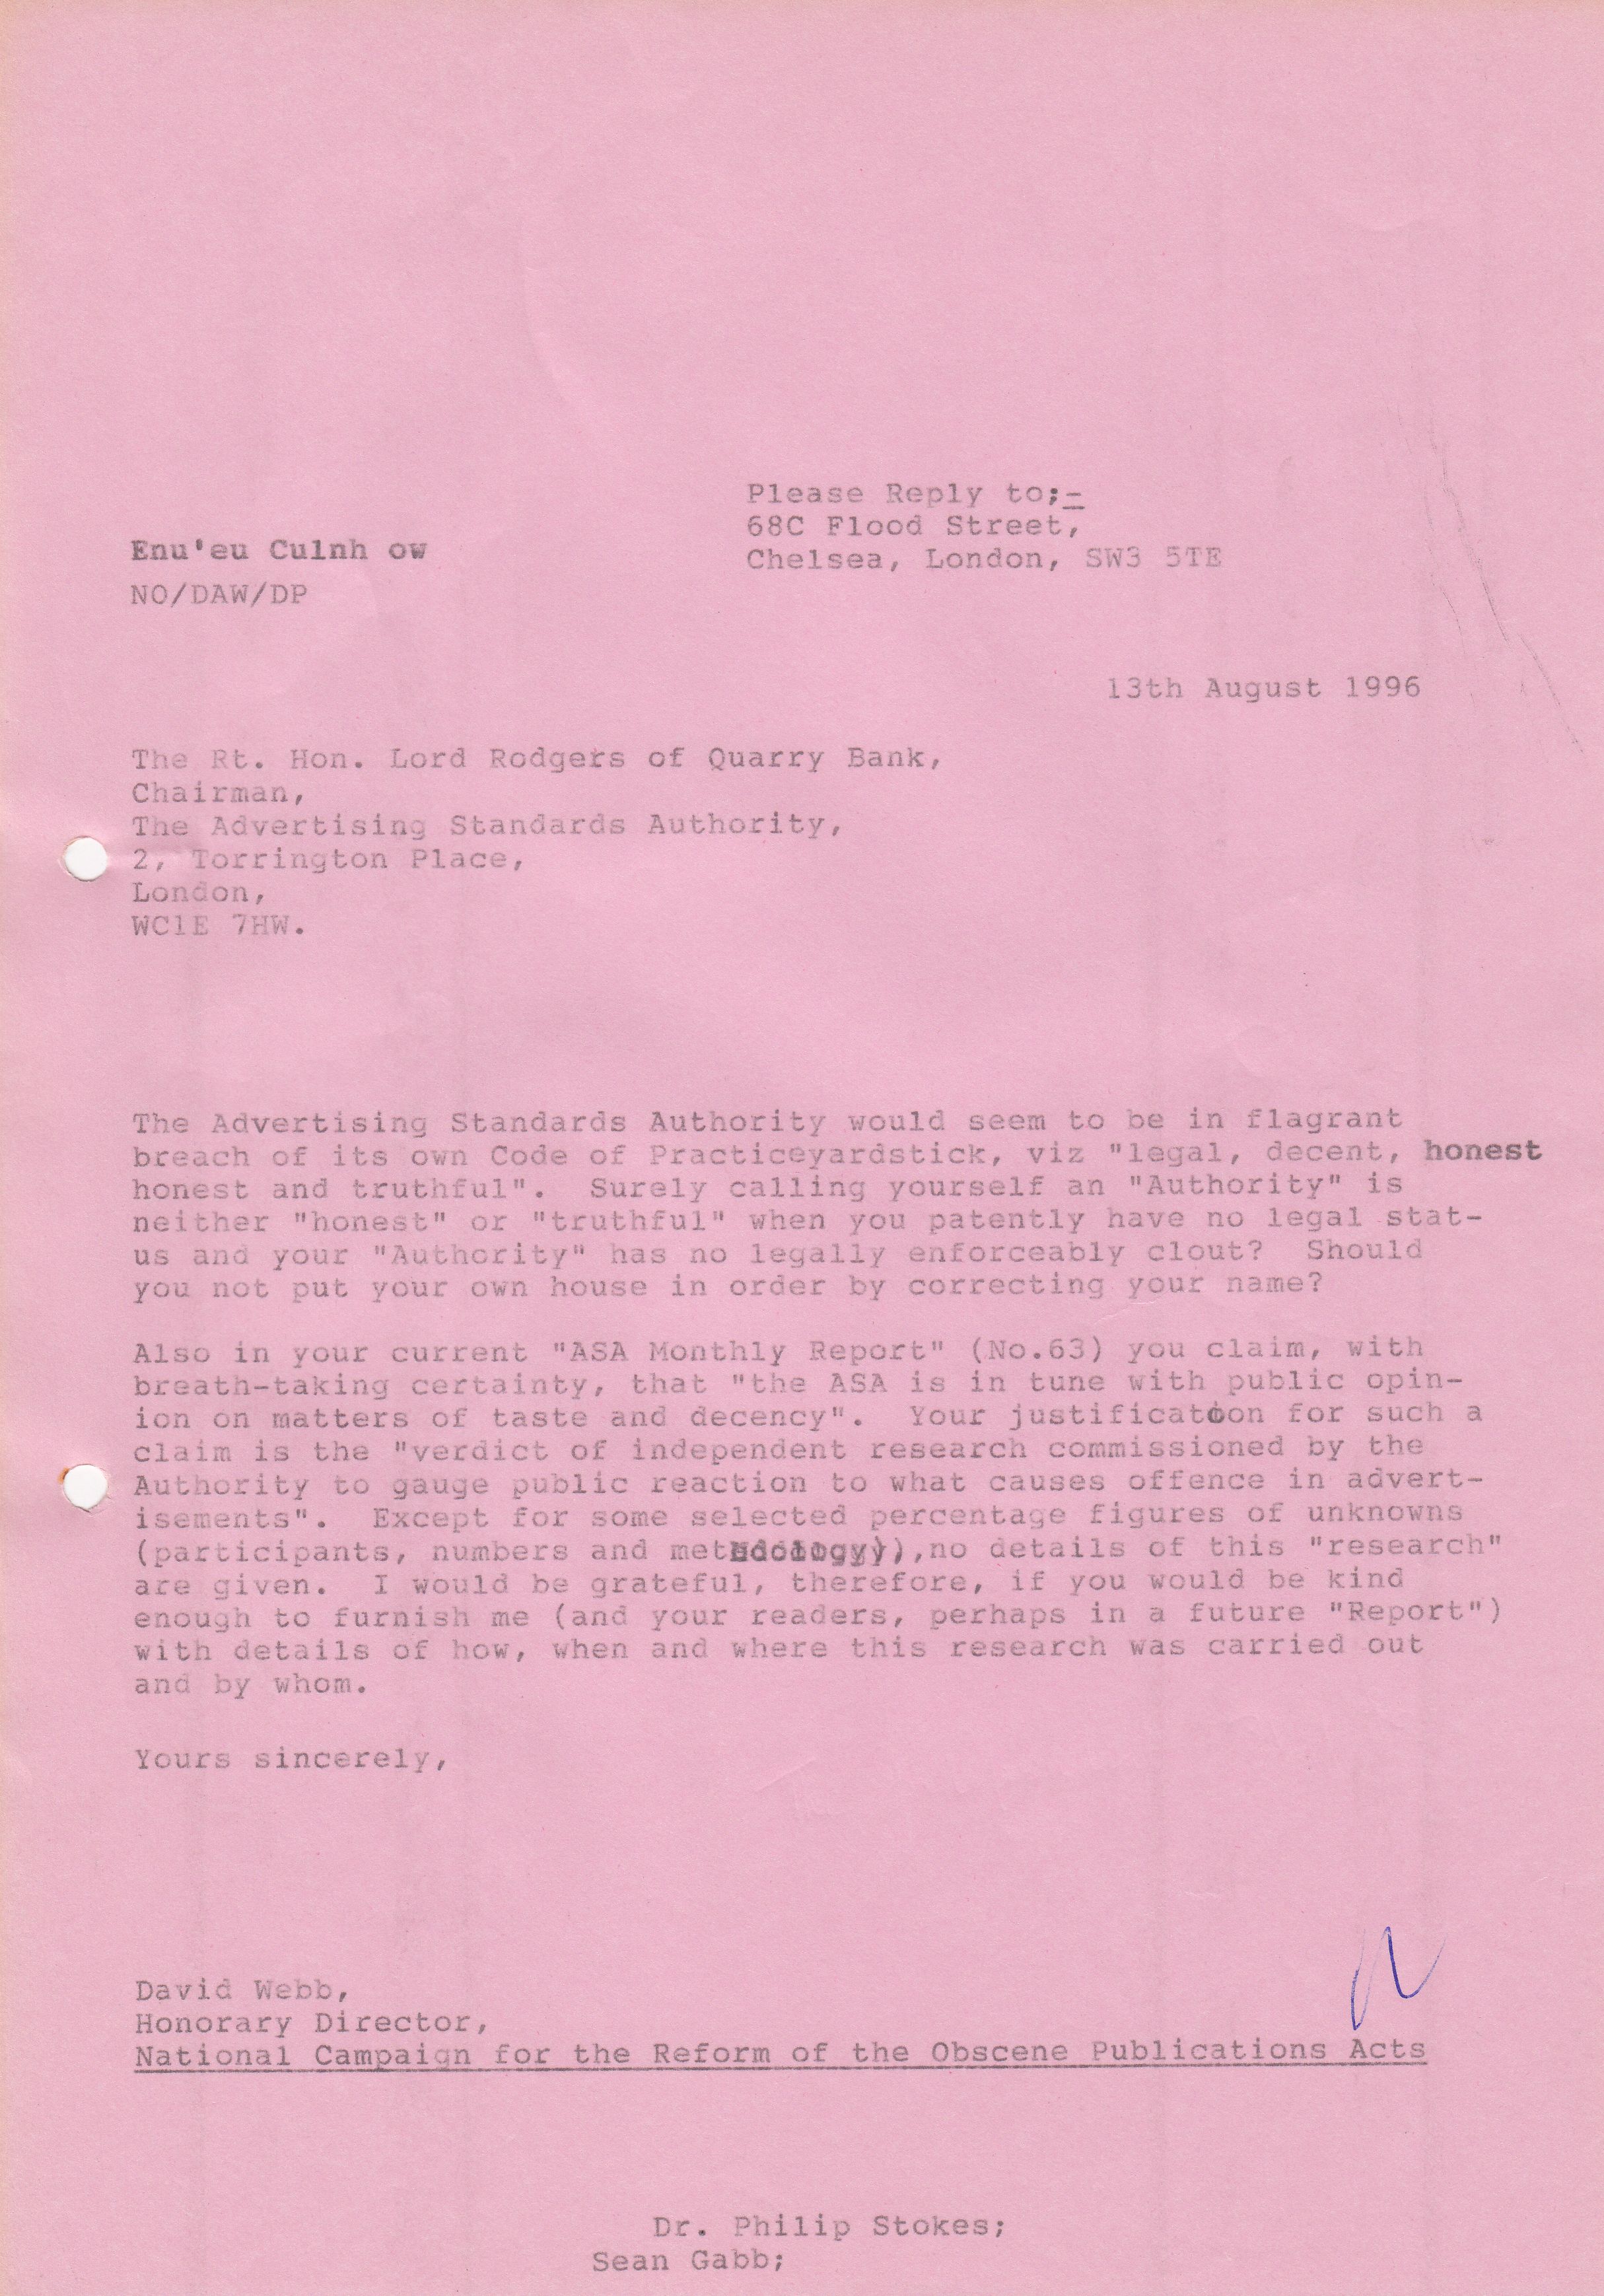 Please Reply to;-
68C Flood Street,
Chelsea, London, SW3 5TE
Enu'eu Culnh ow
NO/DAW/DP
13th August 1996
The Rt. Hon. Lord Rodgers of Quarry Bank,
Chairman,
The Advertising Standards Authority,
2, Torrington Place,
London,
WC1E 7HW.
The Advertising Standards Authority would seem to be in flagrant
breach of its own Code of Practiceyardstick, viz "legal, decent, honest
honest and truthful". Surely calling yourself an "Authority" is
neither "honest" or "truthful" when you patently have no legal stat-
us and your "Authority" has no legally enforceably clout? Should
you not put your own house in order by correcting your name?
Also in your current "ASA Monthly Report" (No.63) you claim, with
breath-taking certainty, that "the ASA is in tune with public opin-
ion on matters of taste and decency". Your justification for such a
claim is the "verdict of independent research commissioned by the
Authority to gauge public reaction to what causes offence in advert-
isements". Except for some selected percentage figures of unknowns
(participants, numbers and methodology),no details of this "research"
are given. I would be grateful, therefore, if you would be kind
enough to furnish me (and your readers, perhaps in a future "Report")
with details of how, when and where this research was carried out
and by whom.
Yours sincerely,
David Webb,
Honorary Director,
National Campaign for the Reform of the Obscene Publications Acts
Dr. Philip Stokes;
Sean Gabb;